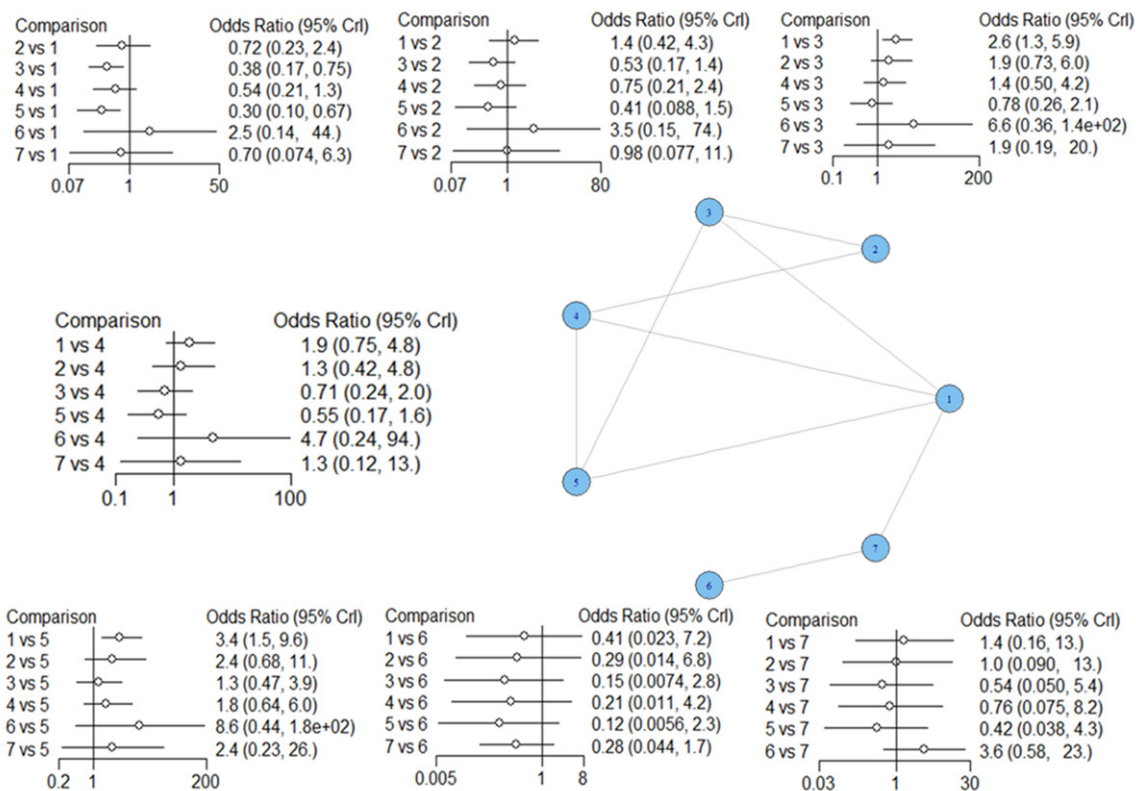 Comparison Odds Ratio (95% Crl)
2 vs 1 0.72 (0.23, 2.4)
3 vs 1 0.38 (0.17, 0.75)
4 vs 1 0.54 (0.21, 1.3)
5 vs 1 0.30 (0.10, 0.67)
6 vs 1 2.5 (0.14, 44.)
7 vs 1 0.70 (0.074, 6.3)
0.07 1 50
Comparison Odds Ratio (95% Crl)
1 vs 2 1.4 (0.42, 4.3)
3 vs 2 0.53 (0.17, 1.4)
4 vs 2 0.75 (0.21, 2.4)
5 vs 2 0.41 (0.088, 1.5)
6 vs 2 3.5 (0.15, 74.)
7 vs 2 0.98 (0.077, 11.)
0.07 1 80
Comparison Odds Ratio (95% Crl)
1 vs 3 2.6 (1.3, 5.9)
2 vs 3 1.9 (0.73, 6.0)
4 vs 3 1.4 (0.50, 4.2)
5 vs 3 0.78 (0.26, 2.1)
6 vs 3 6.6 (0.36, 1.4e+02)
7 vs 3 1.9 (0.19, 20.)
0.1 1 200
3
2
4
1
5
7
6
Comparison Odds Ratio (95% Crl)
1 vs 4 1.9 (0.75, 4.8)
2 vs 4 1.3 (0.42, 4.8)
3 vs 4 0.71 (0.24, 2.0)
5 vs 4 0.55 (0.17, 1.6)
6 vs 4 4.7 (0.24, 94.)
7 vs 4 1.3 (0.12, 13.)
0.1 1 100
Comparison Odds Ratio (95% Crl)
1 vs 5 3.4 (1.5, 9.6)
2 vs 5 2.4 (0.68, 11.)
3 vs 5 1.3 (0.47, 3.9)
4 vs 5 1.8 (0.64, 6.0)
6 vs 5 8.6 (0.44, 1.8e+02)
7 vs 5 2.4 (0.23, 26.)
0.2 1 200
Comparison Odds Ratio (95% Crl)
1 vs 6 0.41 (0.023, 7.2)
2 vs 6 0.29 (0.014, 6.8)
3 vs 6 0.15 (0.0074, 2.8)
4 vs 6 0.21 (0.011, 4.2)
5 vs 6 0.12 (0.0056, 2.3)
7 vs 6 0.28 (0.044, 1.7)
0.005 1 8
Comparison Odds Ratio (95% Crl)
1 vs 7 1.4 (0.16, 13.)
2 vs 7 1.0 (0.090, 13.)
3 vs 7 0.54 (0.050, 5.4)
4 vs 7 0.76 (0.075, 8.2)
5 vs 7 0.42 (0.038, 4.3)
6 vs 7 3.6 (0.58, 23.)
0.03 1 30